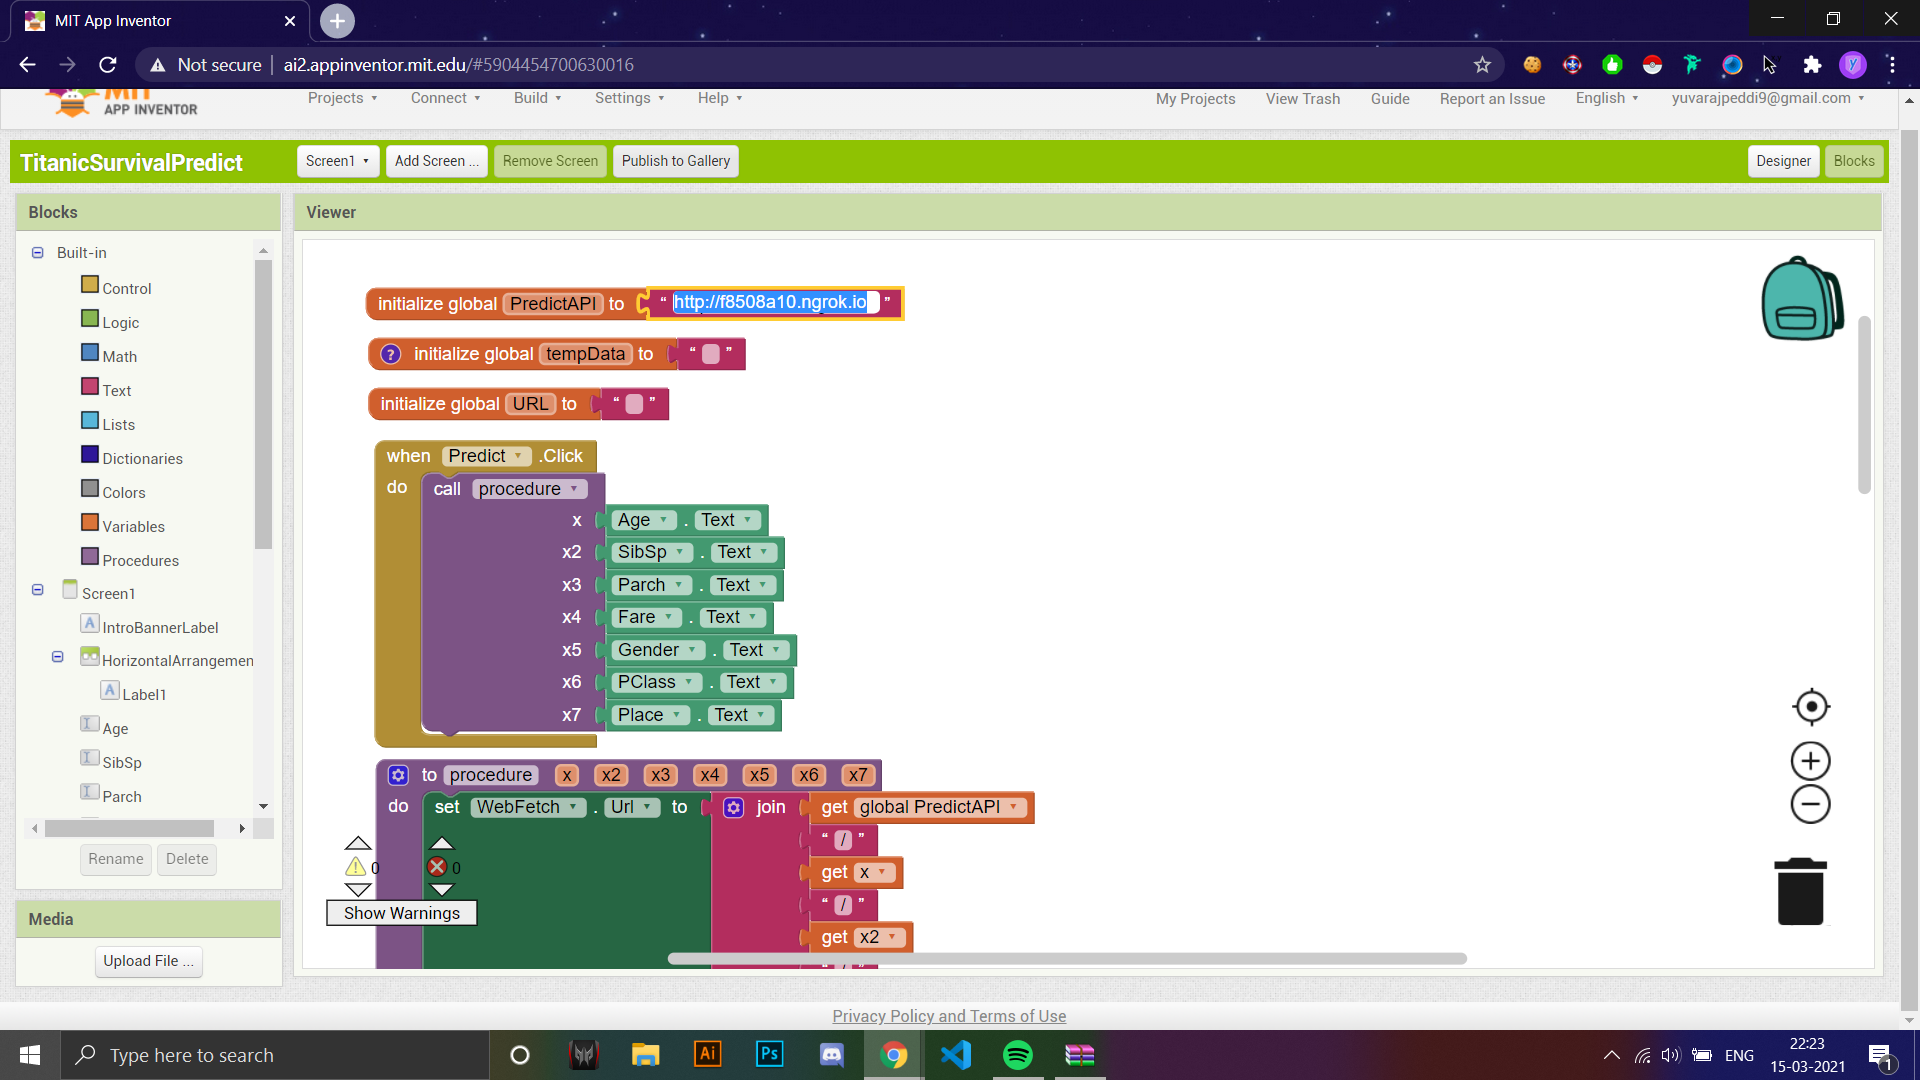 MIT App Inventor
Not secure | ai2.appinventor.mit.edu/#5904454700630016
MIT
APP INVENTOR
Projects Connect Build Settings Help My Projects View Trash Guide Report an Issue English yuvarajpeddi9@gmail.com
TitanicSurvivalPredict Screen1 Add Screen ... Remove Screen Publish to Gallery Designer Blocks
Blocks
Viewer
Built-in
Control
Logic
Math
Text
Lists
Dictionaries
Colors
Variables
Procedures
Screen1
IntroBannerLabel
HorizontalArrangemen
Label1
Age
SibSp
Parch
Rename Delete
Media
Upload File ...
initialize global PredictAPI to “ http://f8508a10.ngrok.io ”
? initialize global tempData to “ ”
initialize global URL to “ ”
when Predict .Click
do call procedure
x Age . Text
x2 SibSp . Text
x3 Parch . Text
x4 Fare . Text
x5 Gender . Text
x6 PClass . Text
x7 Place . Text
to procedure x x2 x3 x4 x5 x6 x7
do set WebFetch . Url to join get global PredictAPI
“ / ”
get x
“ / ”
get x2
0 0
Show Warnings
Privacy Policy and Terms of Use
Type here to search
Ai
Ps
ENG
22:23
15-03-2021
1